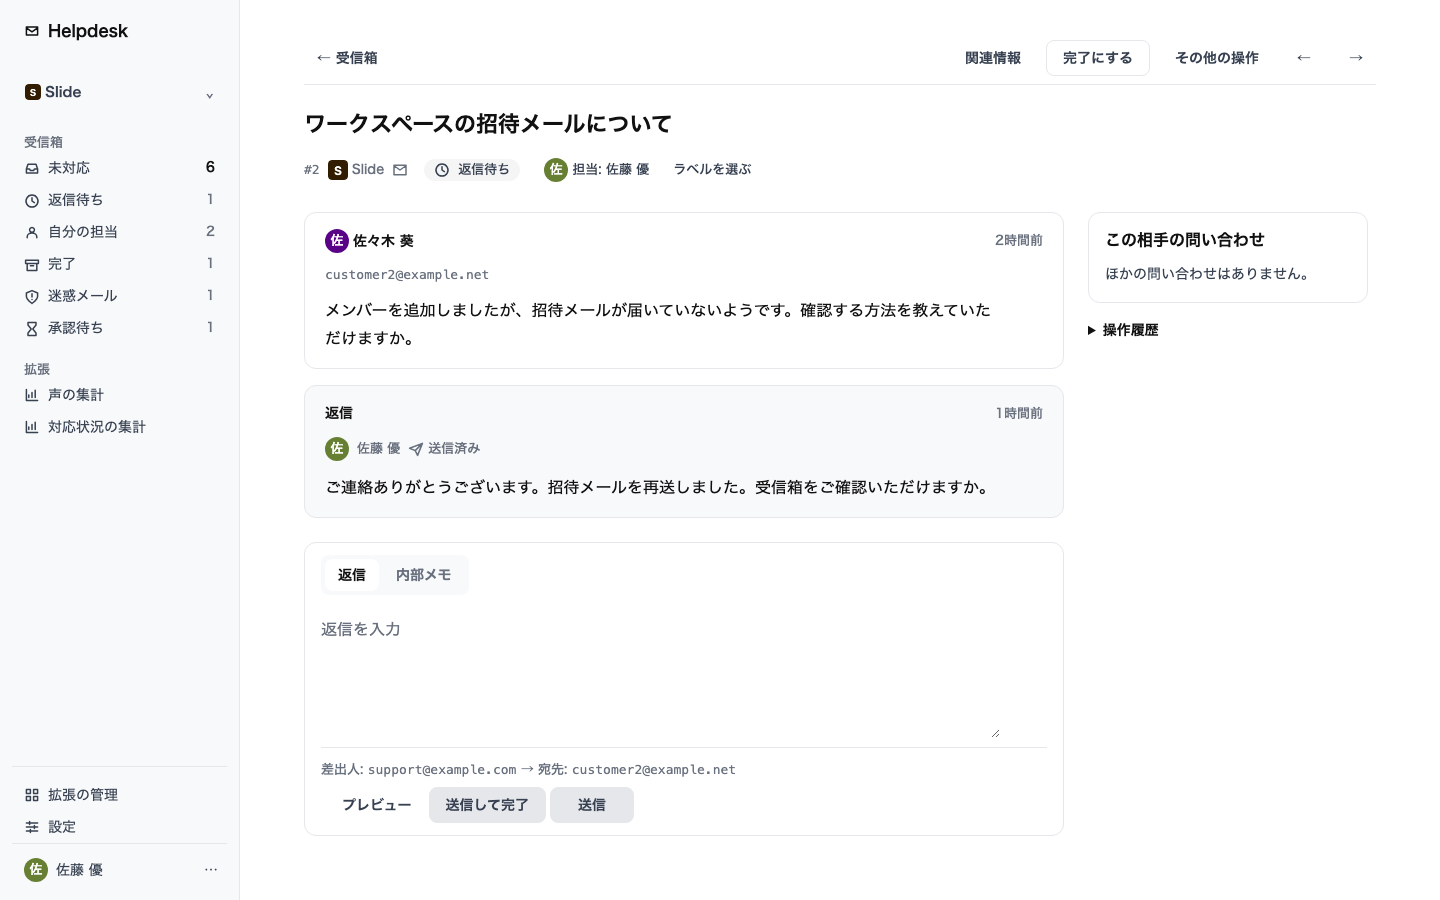 Helpdesk
S Slide
受信箱
未対応 6
返信待ち 1
自分の担当 2
完了 1
迷惑メール 1
承認待ち 1
拡張
声の集計
対応状況の集計
拡張の管理
設定
佐 佐藤 優 …
← 受信箱 関連情報 完了にする その他の操作 ← →
ワークスペースの招待メールについて
#2 S Slide 返信待ち 佐 担当: 佐藤 優 ラベルを選ぶ
佐 佐々木 葵 2時間前
customer2@example.net
メンバーを追加しましたが、招待メールが届いていないようです。確認する方法を教えていた
だけますか。
返信 1時間前
佐 佐藤 優 送信済み
ご連絡ありがとうございます。招待メールを再送しました。受信箱をご確認いただけますか。
返信 内部メモ
返信を入力
差出人: support@example.com → 宛先: customer2@example.net
プレビュー 送信して完了 送信
この相手の問い合わせ
ほかの問い合わせはありません。
▶ 操作履歴